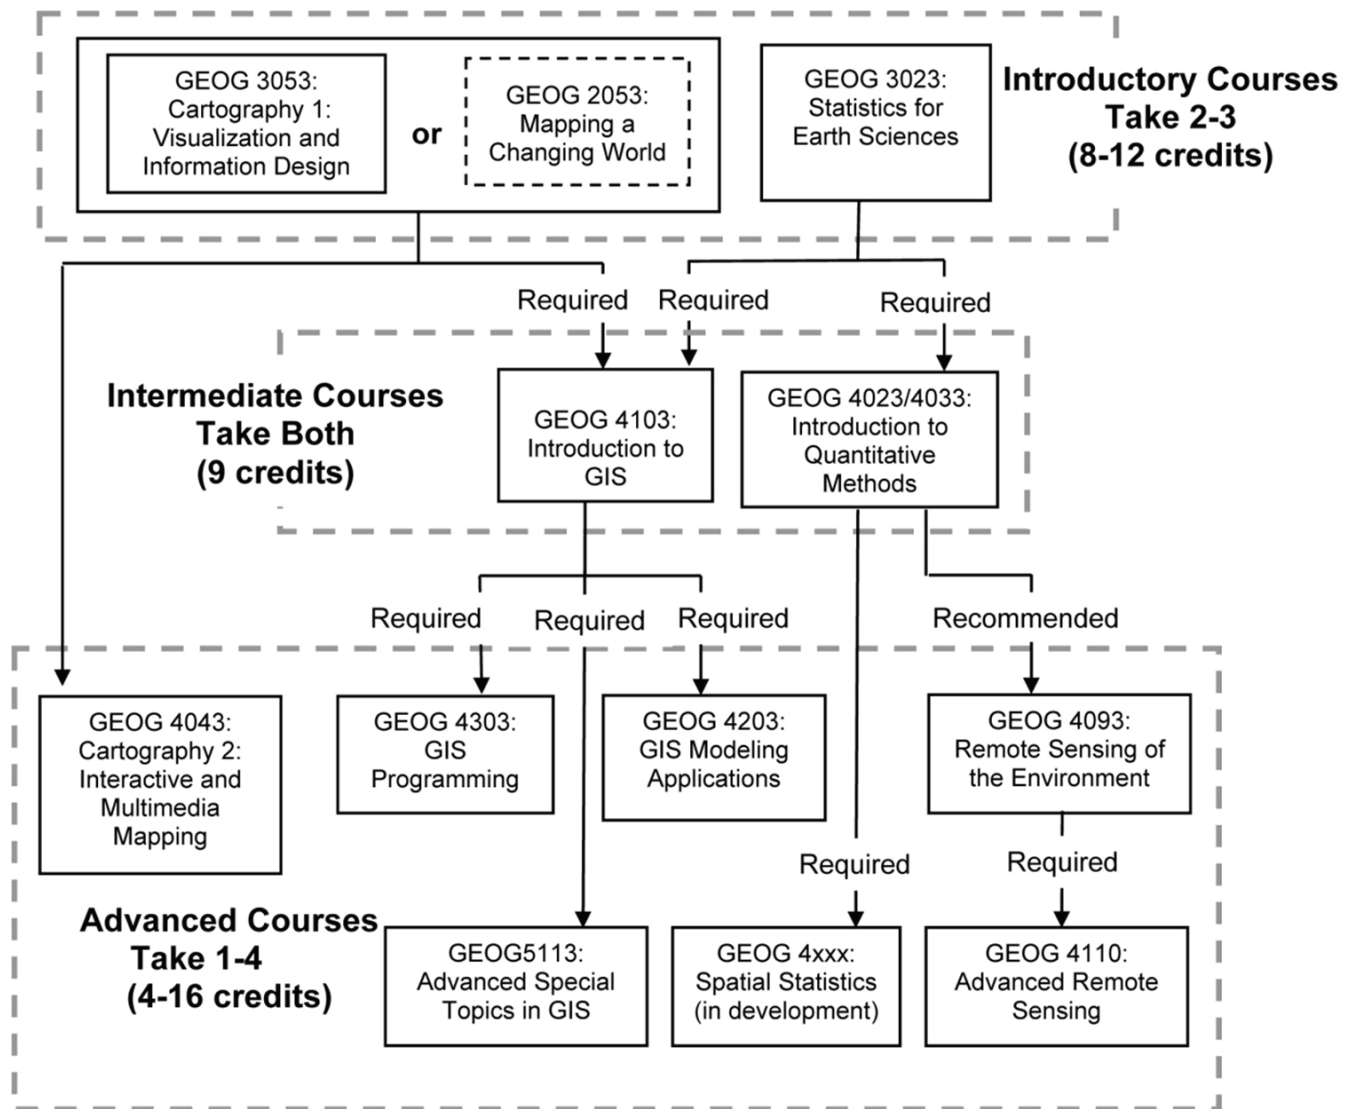 GEOG 3053:
Cartography 1:
Visualization and
Information Design
or
GEOG 2053:
Mapping a
Changing World
GEOG 3023:
Statistics for
Earth Sciences
Introductory Courses
Take 2-3
(8-12 credits)
Required
Required
Required
Intermediate Courses
Take Both
(9 credits)
GEOG 4103:
Introduction to
GIS
GEOG 4023/4033:
Introduction to
Quantitative
Methods
Required
Required
Required
Recommended
GEOG 4043:
Cartography 2:
Interactive and
Multimedia
Mapping
GEOG 4303:
GIS
Programming
GEOG 4203:
GIS Modeling
Applications
GEOG 4093:
Remote Sensing of
the Environment
Required
Required
Advanced Courses
Take 1-4
(4-16 credits)
GEOG5113:
Advanced Special
Topics in GIS
GEOG 4xxx:
Spatial Statistics
(in development)
GEOG 4110:
Advanced Remote
Sensing